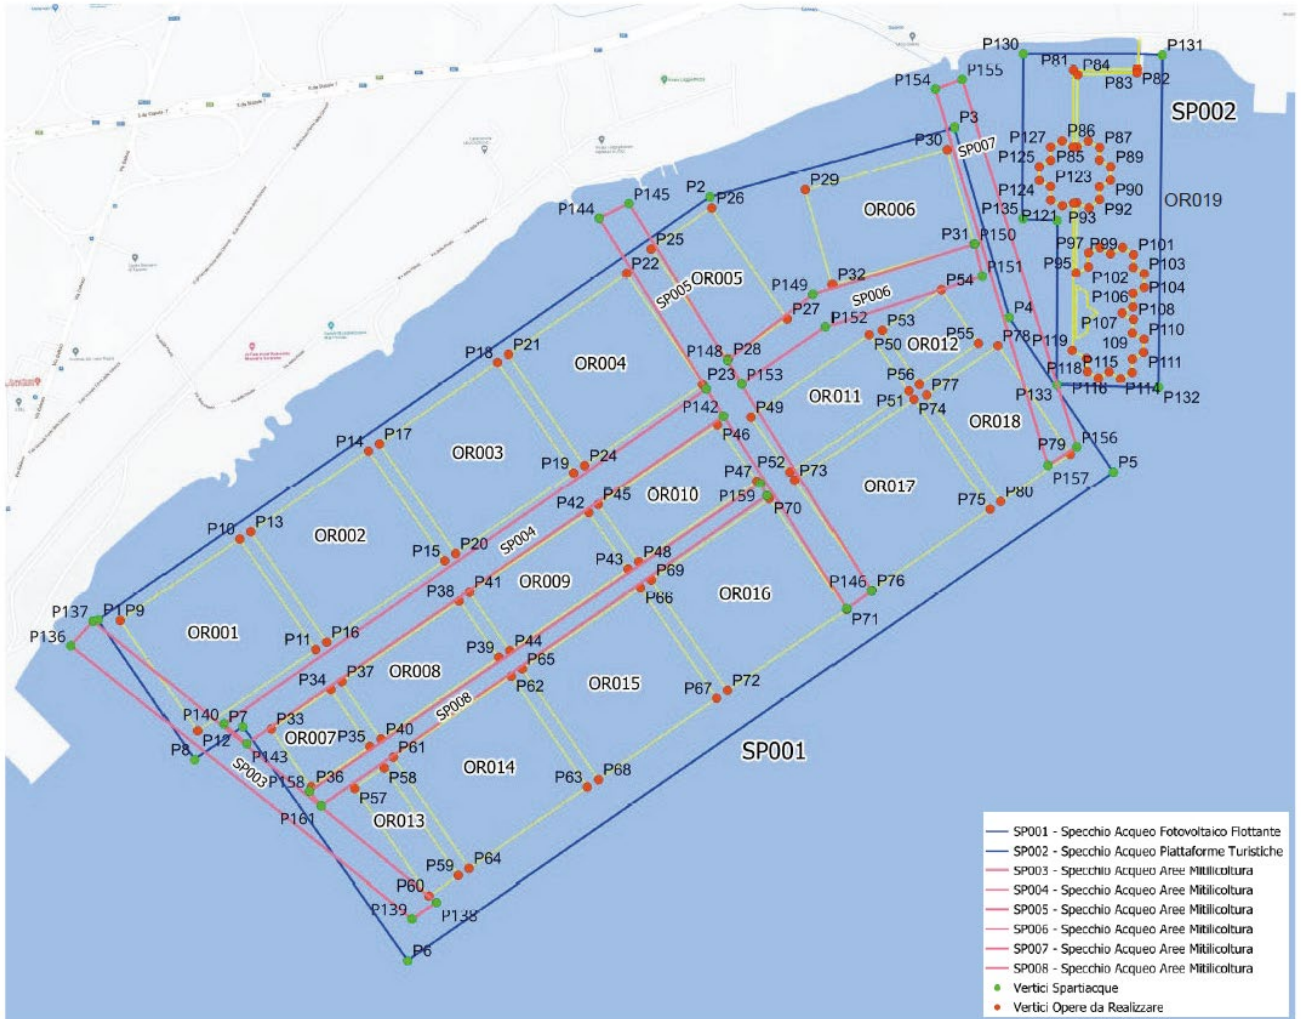 P130
P131
P81
P84
P82
P83
P155
P154
SP002
P3
P127
P86
P87
P30
SP007
P125
P85
P89
P29
P123
P90
P124
P145
P2
OR019
P26
P135
P92
P144
OR006
P121
P93
P25
P31
P150
P97
P99
P101
P22
OR005
P95
P103
P32
P151
P102
P149
SP006
P54
P104
SP005
P106
P27
P4
P108
P152
P107
P53
P110
P21
P50
OR012
P55
P78
P119
109
P18
P148
P28
P111
OR004
P118
P115
P23
P153
P56
P77
P133
P116
P114
P132
P142
OR011
P51
P74
P49
OR018
P17
P46
P14
P79
P156
OR003
P24
P5
P19
P47
P52
P73
P157
P45
OR010
P159
P70
OR017
P42
P75
P80
P13
P10
OR002
SP004
P20
P15
P43
P48
P41
OR009
P69
P146
P76
P38
P66
OR016
P71
P137
P1
P9
P136
OR001
P16
P11
P39
P44
P65
P37
OR008
P62
OR015
P34
P67
P72
SP008
P140
P7
P33
P12
OR007
P40
P35
SP001
P8
P143
P61
P68
SP003
P36
P58
OR014
P63
P158
P57
P161
OR013
P64
P59
P60
P139
P138
P6
SP001 - Specchio Acqueo Fotovoltaico Flottante
SP002 - Specchio Acqueo Piattaforme Turistiche
SP003 - Specchio Acqueo Aree Mitilicoltura
SP004 - Specchio Acqueo Aree Mitilicoltura
SP005 - Specchio Acqueo Aree Mitilicoltura
SP006 - Specchio Acqueo Aree Mitilicoltura
SP007 - Specchio Acqueo Aree Mitilicoltura
SP008 - Specchio Acqueo Aree Mitilicoltura
Vertici Spartiacque
Vertici Opere da Realizzare